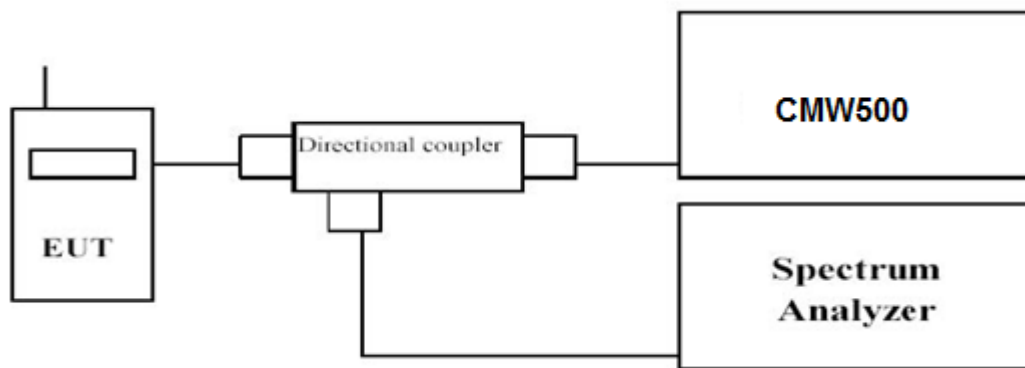 Directional coupler
CMW500
EUT
Spectrum
Analyzer